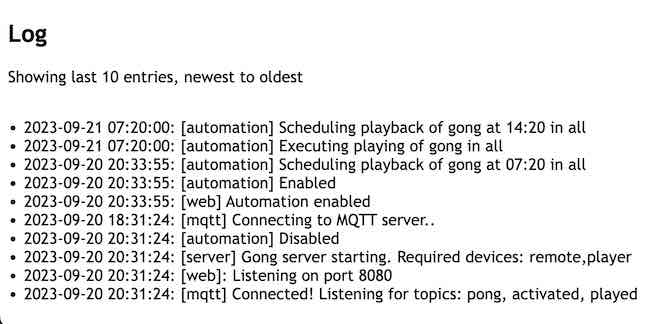 Log
Showing last 10 entries, newest to oldest
• 2023-09-21 07:20:00: [automation] Scheduling playback of gong at 14:20 in all
• 2023-09-21 07:20:00: [automation] Executing playing of gong in all
• 2023-09-20 20:33:55: [automation] Scheduling playback of gong at 07:20 in all
• 2023-09-20 20:33:55: [automation] Enabled
• 2023-09-20 20:33:55: [web] Automation enabled
• 2023-09-20 18:31:24: [mqtt] Connecting to MQTT server..
• 2023-09-20 20:31:24: [automation] Disabled
• 2023-09-20 20:31:24: [server] Gong server starting. Required devices: remote,player
• 2023-09-20 20:31:24: [web]: Listening on port 8080
• 2023-09-20 20:31:24: [mqtt] Connected! Listening for topics: pong, activated, played